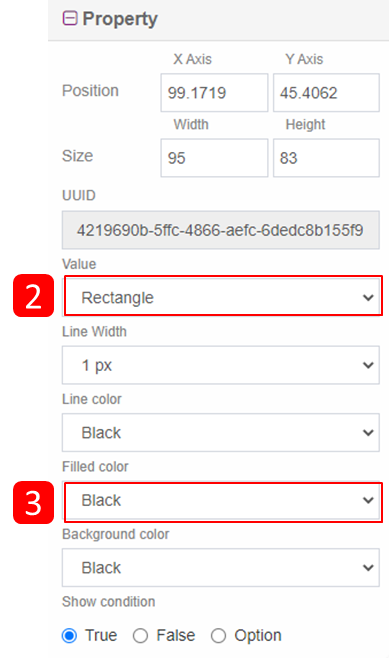 Property
X Axis Y Axis
Position 99.1719 45.4062
Width Height
Size 95 83
UUID
4219690b-5ffc-4866-aefc-6dedc8b155f9
Value
2 Rectangle
Line Width
1 px
Line color
Black
Filled color
3 Black
Background color
Black
Show condition
True False Option